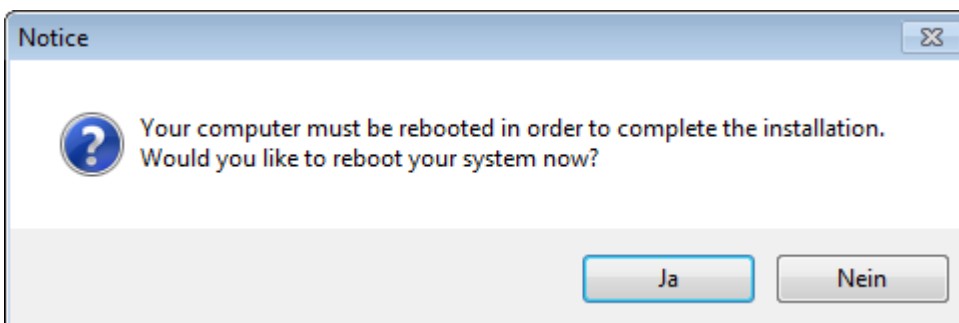 Notice
Your computer must be rebooted in order to complete the installation.
Would you like to reboot your system now?
Ja
Nein